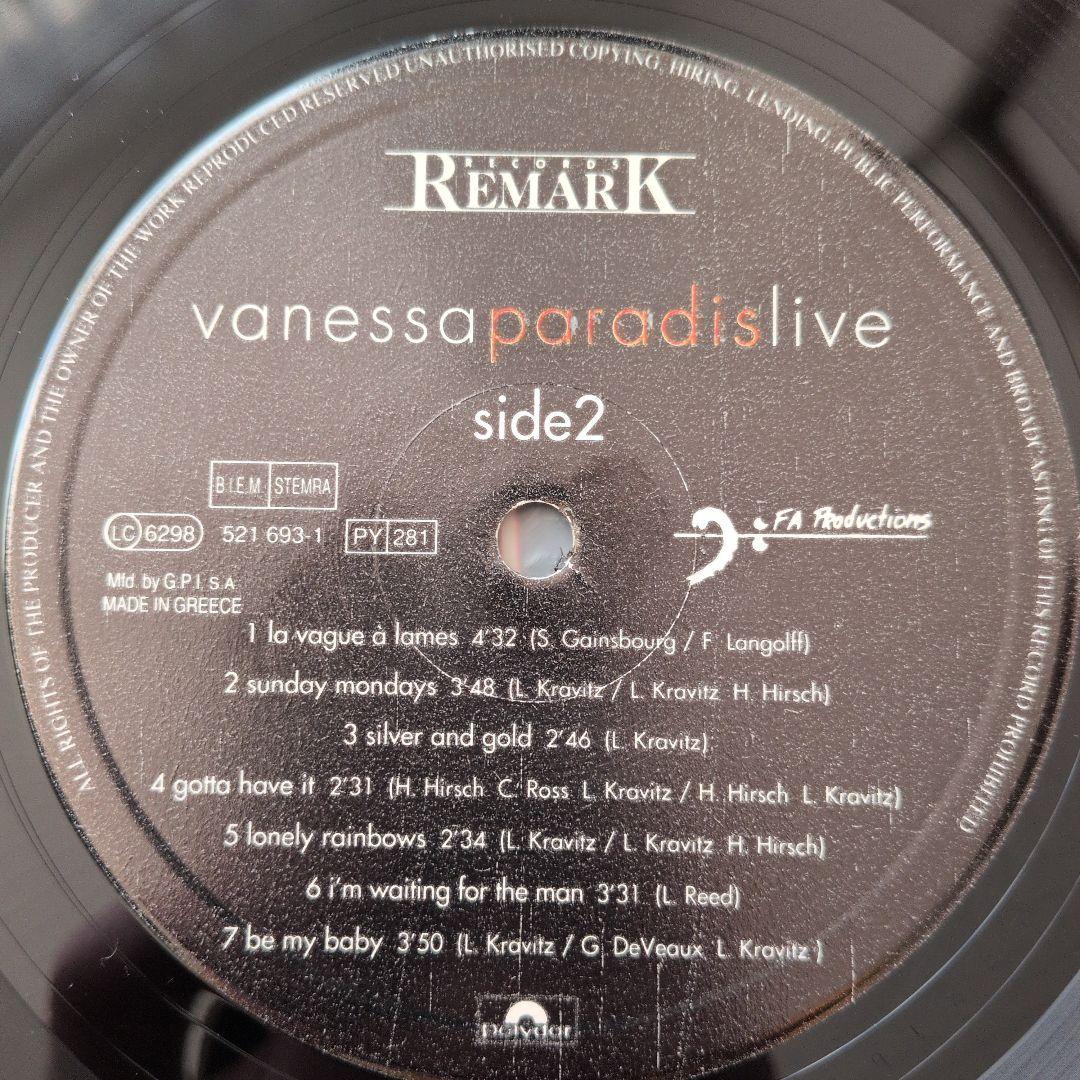 ALL RIGHTS OF THE PRODUCER AND THE OWNER OF THE WORK REPRODUCED RESERVED UNAUTHORISED COPYING, HIRING, LENDING, PUBLIC PERFORMANCE AND BROADCASTING OF THIS RECORD PROHIBITED
RECORDS
REMARK
vanessaparadislive
side2
B.I.E.M STEMRA
LC 6298 521 693-1 PY 281
FA Productions
Mfd. by G.P.I. S.A.
MADE IN GREECE
1 la vague à lames 4'32 (S. Gainsbourg / F. Langolff)
2 sunday mondays 3'48 (L. Kravitz / L. Kravitz H. Hirsch)
3 silver and gold 2'46 (L. Kravitz)
4 gotta have it 2'31 (H. Hirsch C. Ross L. Kravitz / H. Hirsch L. Kravitz)
5 lonely rainbows 2'34 (L. Kravitz / L. Kravitz H. Hirsch)
6 i'm waiting for the man 3'31 (L. Reed)
7 be my baby 3'50 (L. Kravitz / G. DeVeaux L. Kravitz )
polydor